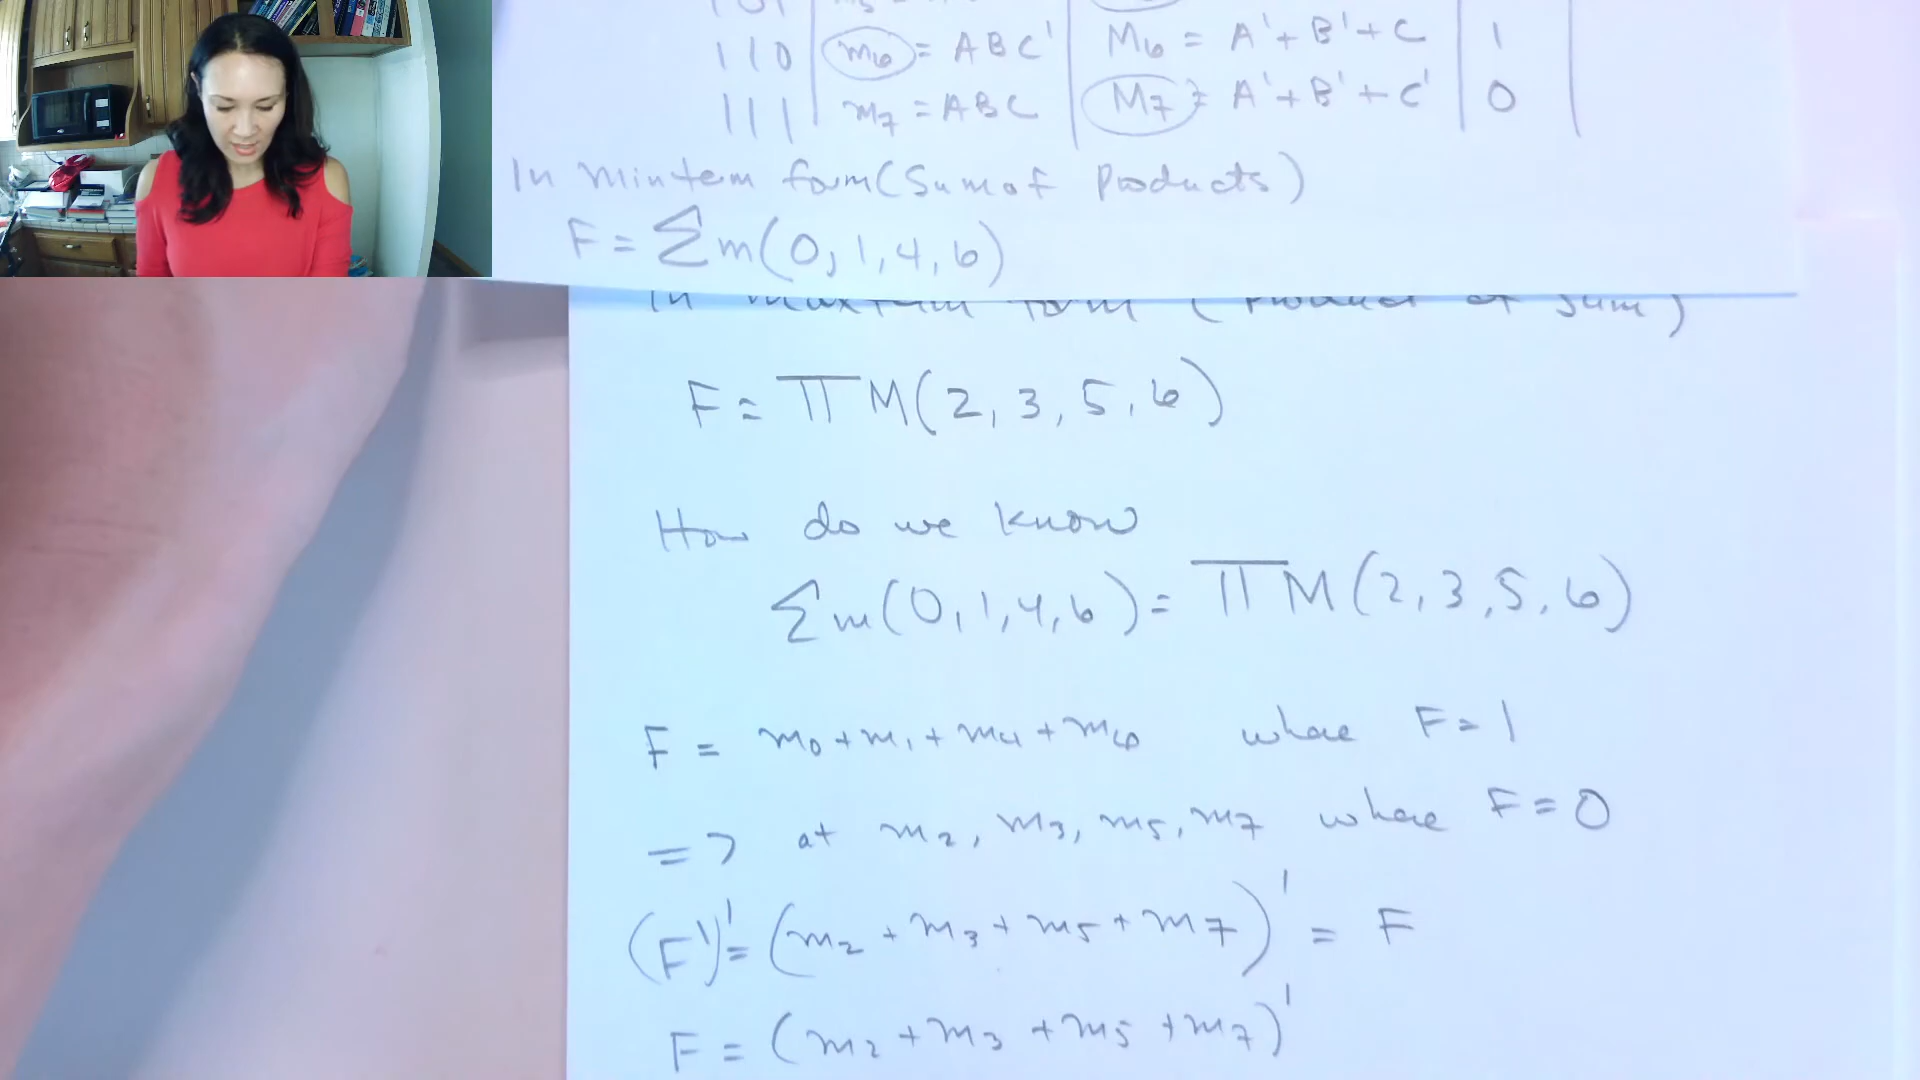 110 | m6 = ABC' | M6 = A'+B'+C | 1
111 | m7 = ABC | M7 = A'+B'+C' | 0
In Mintem form (Sum of Products)
F = Σm(0,1,4,6)
F = ΠM(2,3,5,6)
How do we know
Σm(0,1,4,6) = ΠM(2,3,5,6)
F = m0+m1+m4+m6 where F=1
=> at m2, m3, m5, m7 where F=0
(F')' = (m2+m3+m5+m7)' = F
F = (m2+m3+m5+m7)'